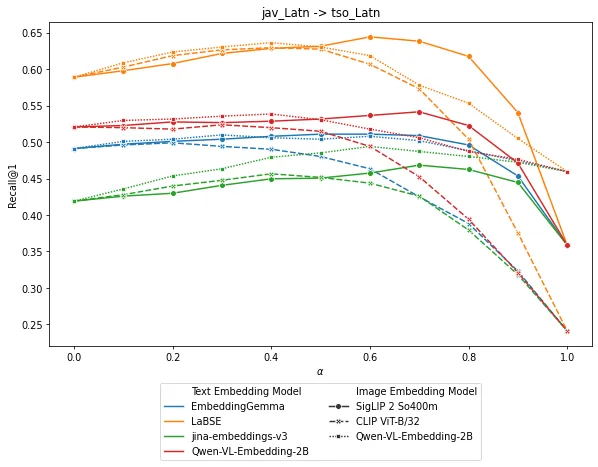 jav_Latn -> tso_Latn
Recall@1
0.65
0.60
0.55
0.50
0.45
0.40
0.35
0.30
0.25
0.0 0.2 0.4 0.6 0.8 1.0
α
Text Embedding Model
EmbeddingGemma
LaBSE
jina-embeddings-v3
Qwen-VL-Embedding-2B
Image Embedding Model
SigLIP 2 So400m
CLIP ViT-B/32
Qwen-VL-Embedding-2B